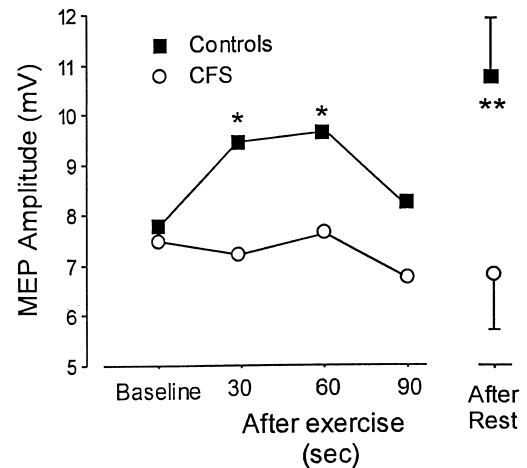 12
11
10
9
8
7
6
5
MEP Amplitude (mV)
Controls
CFS
*
*
**
Baseline
30
60
90
After exercise
(sec)
After
Rest